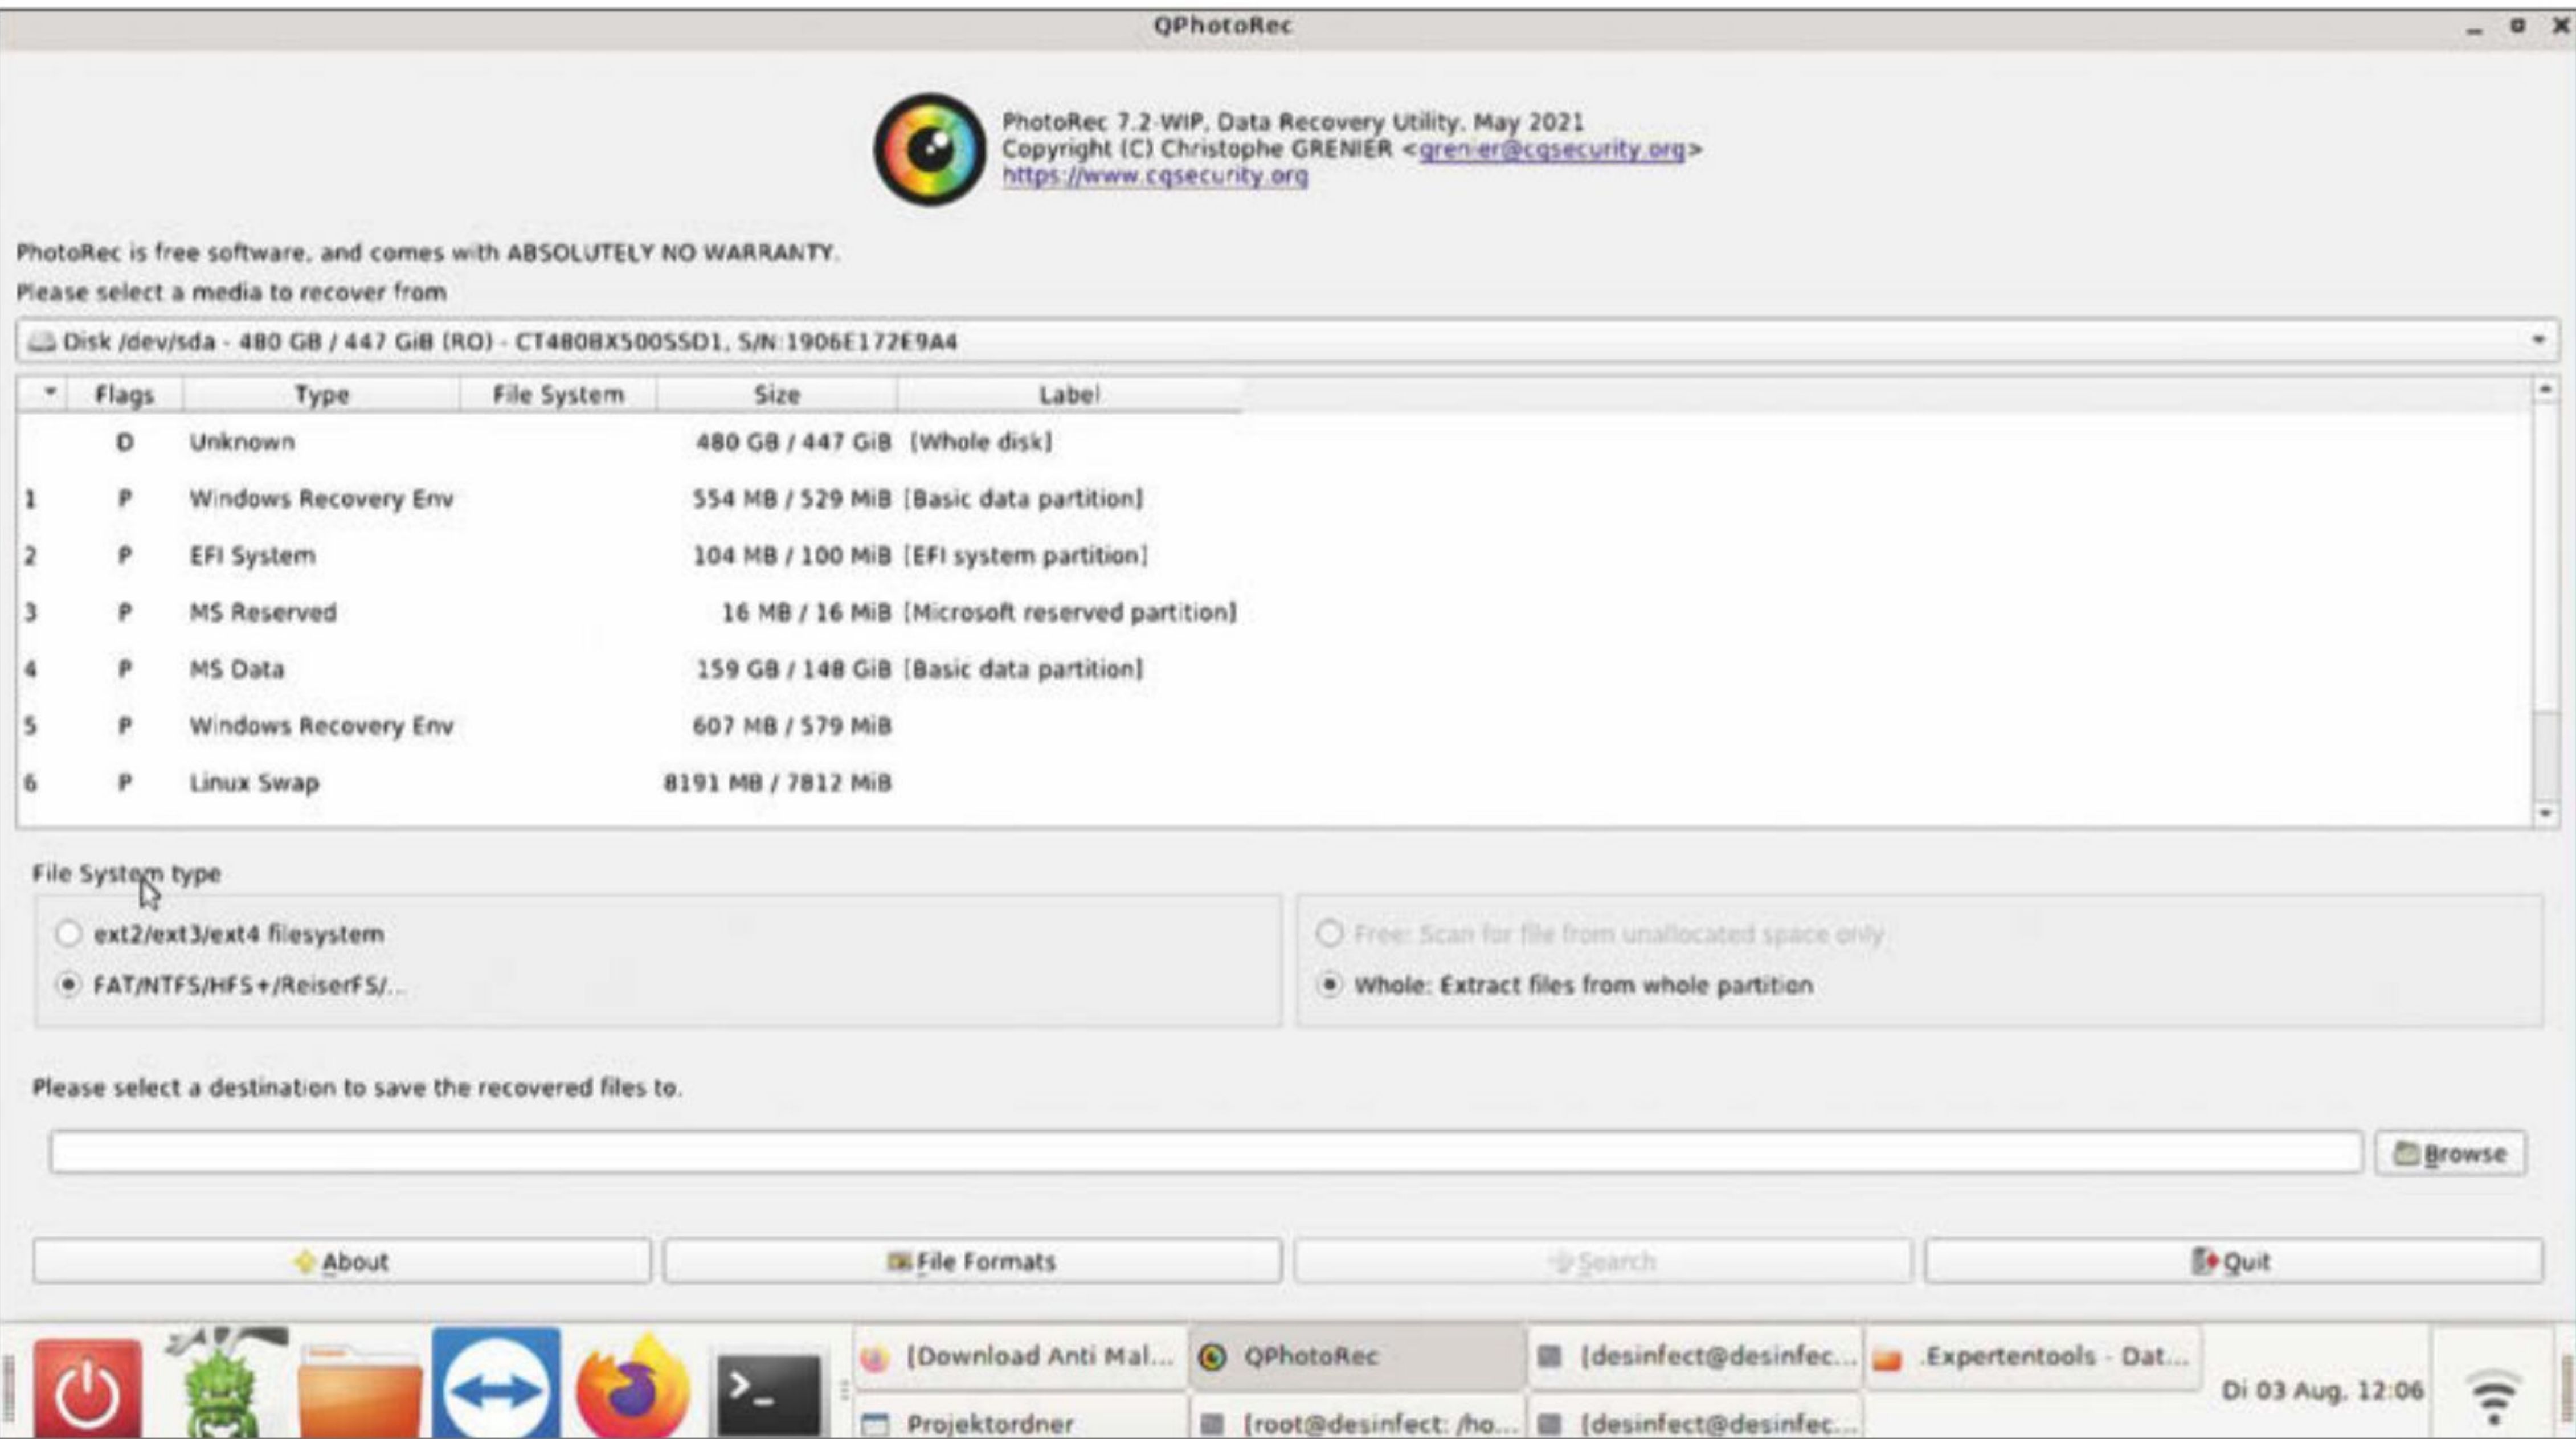 QPhotoRec
PhotoRec 7.2-WIP, Data Recovery Utility, May 2021
Copyright (C) Christophe GRENIER <grenier@cgsecurity.org>
https://www.cgsecurity.org
PhotoRec is free software, and comes with ABSOLUTELY NO WARRANTY.
Please select a media to recover from
Disk /dev/sda - 480 GB / 447 GiB (RO) - CT480BX500SSD1, S/N:1906E172E9A4
Flags Type File System Size Label
D Unknown 480 GB / 447 GiB [Whole disk]
1 P Windows Recovery Env 554 MB / 529 MiB [Basic data partition]
2 P EFI System 104 MB / 100 MiB [EFI system partition]
3 P MS Reserved 16 MB / 16 MiB [Microsoft reserved partition]
4 P MS Data 159 GB / 148 GiB [Basic data partition]
5 P Windows Recovery Env 607 MB / 579 MiB
6 P Linux Swap 8191 MB / 7812 MiB
File System type
ext2/ext3/ext4 filesystem
FAT/NTFS/HFS+/ReiserFS/...
Free: Scan for file from unallocated space only
Whole: Extract files from whole partition
Please select a destination to save the recovered files to.
Browse
About
File Formats
Search
Quit
[Download Anti Mal...
QPhotoRec
[desinfect@desinfec...
.Expertentools - Dat...
Projektordner
[root@desinfect: /ho...
[desinfect@desinfec...
Di 03 Aug, 12:06